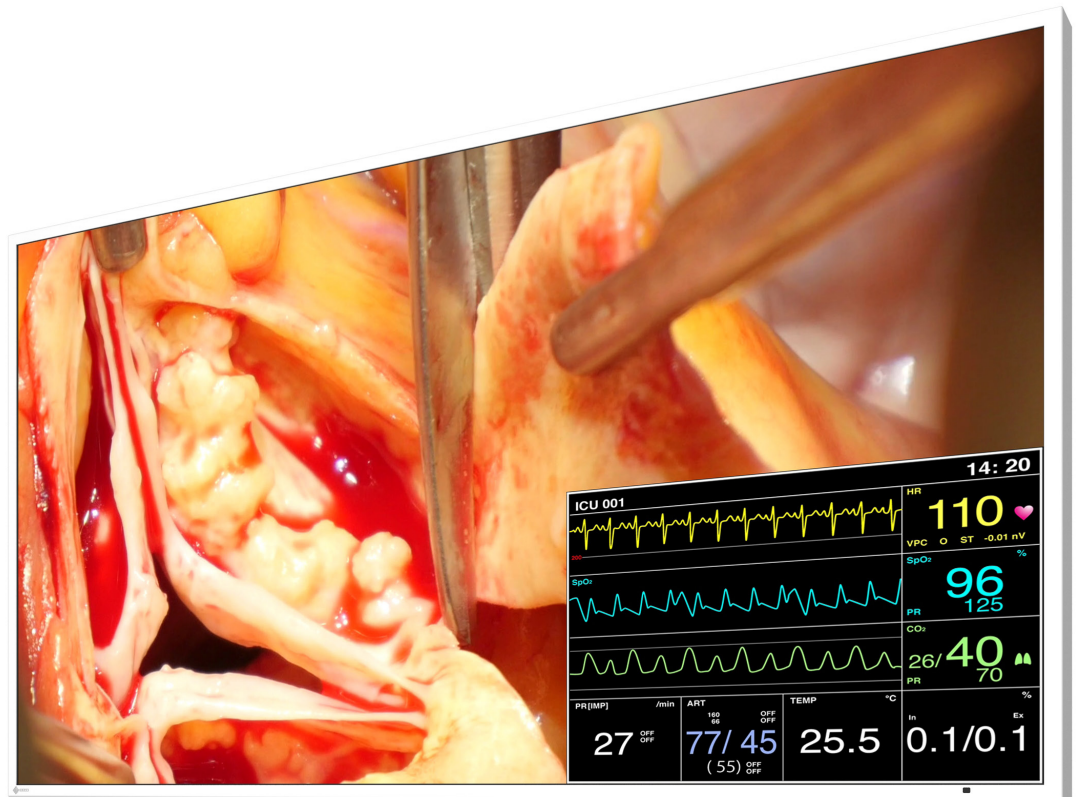 14: 20
ICU 001
HR
110
VPC O ST -0.01 nV
SpO₂
SpO₂ %
96
PR 125
CO₂
26/ 40
PR 70
PR[IMP] /min
27 OFF
OFF
ART
160 OFF
66 OFF
77/ 45
( 55) OFF
OFF
TEMP °C
25.5
%
In Ex
0.1/0.1